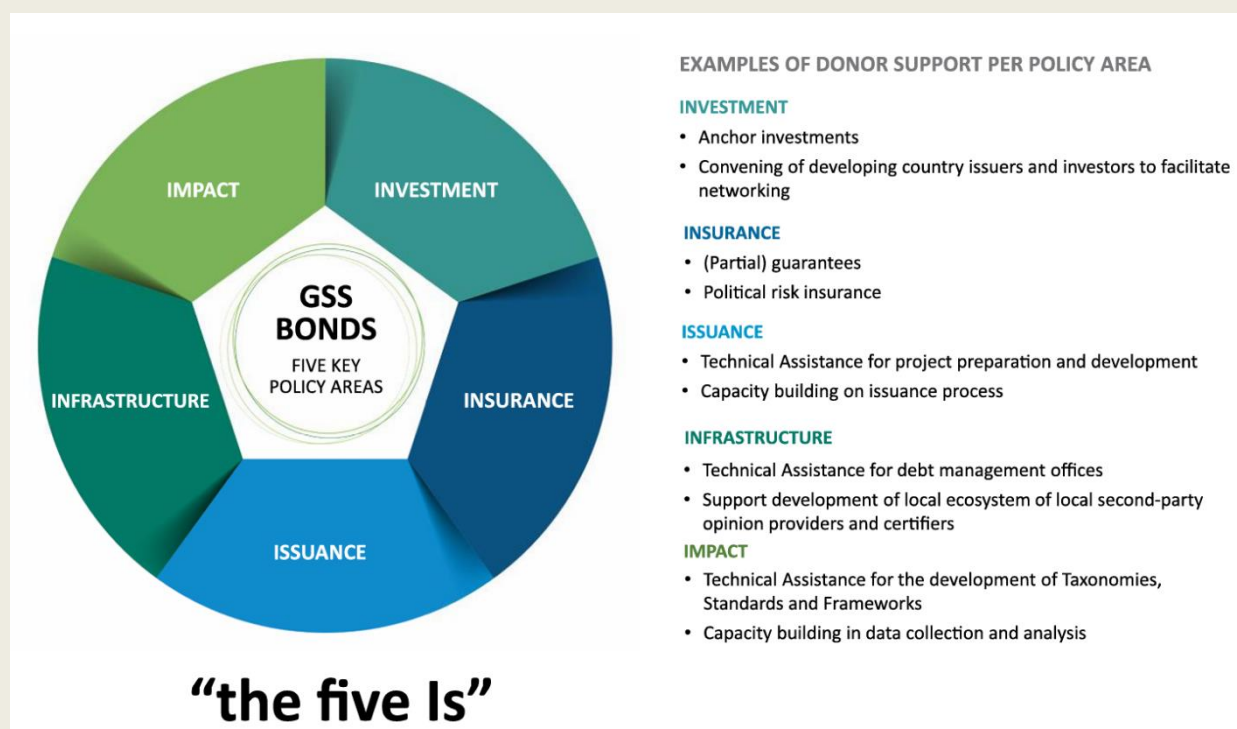 IMPACT
INVESTMENT
GSS
BONDS
FIVE KEY
POLICY AREAS
INFRASTRUCTURE
INSURANCE
ISSUANCE
“the five Is”
EXAMPLES OF DONOR SUPPORT PER POLICY AREA
INVESTMENT
• Anchor investments
• Convening of developing country issuers and investors to facilitate
networking
INSURANCE
• (Partial) guarantees
• Political risk insurance
ISSUANCE
• Technical Assistance for project preparation and development
• Capacity building on issuance process
INFRASTRUCTURE
• Technical Assistance for debt management offices
• Support development of local ecosystem of local second-party
opinion providers and certifiers
IMPACT
• Technical Assistance for the development of Taxonomies,
Standards and Frameworks
• Capacity building in data collection and analysis